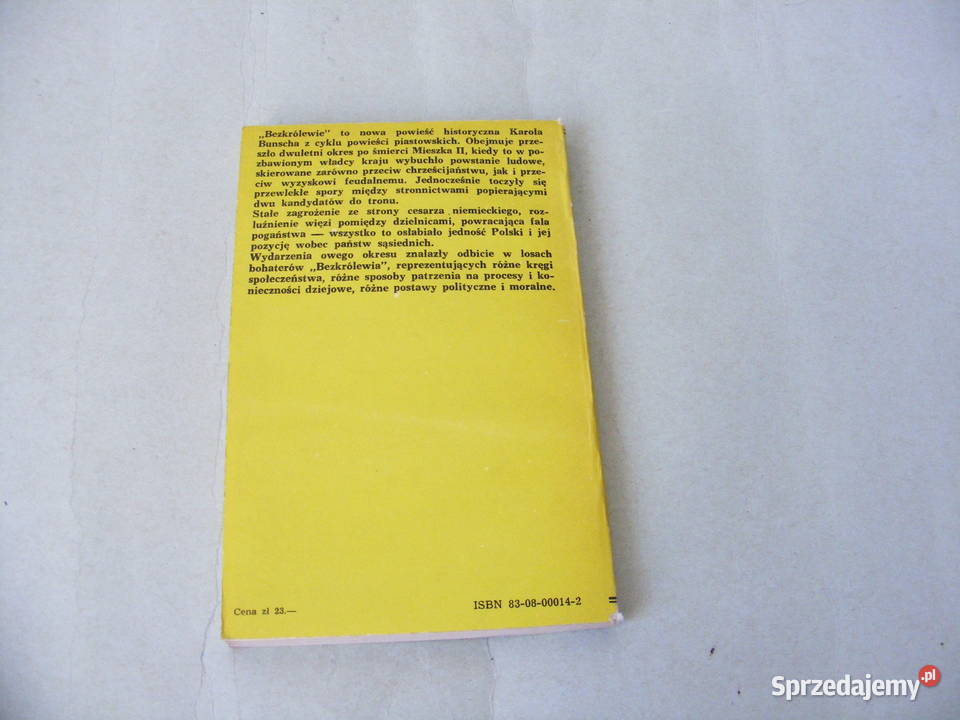 „Bezkrólewie" to nowa powieść historyczna Karola
Bunscha z cyklu powieści piastowskich. Obejmuje prze-
szło dwuletni okres po śmierci Mieszka II, kiedy to w po-
zbawionym władcy kraju wybuchło powstanie ludowe,
skierowane zarówno przeciw chrześcijaństwu, jak i prze-
ciw wyzyskowi feudalnemu. Jednocześnie toczyły się
przewlekłe spory między stronnictwami popierającymi
dwu kandydatów do tronu.
Stałe zagrożenie ze strony cesarza niemieckiego, roz-
luźnienie więzi pomiędzy dzielnicami, powracająca fala
pogaństwa — wszystko to osłabiało jedność Polski i jej
pozycję wobec państw sąsiednich.
Wydarzenia owego okresu znalazły odbicie w losach
bohaterów „Bezkrólewia", reprezentujących różne kręgi
społeczeństwa, różne sposoby patrzenia na procesy i ko-
nieczności dziejowe, różne postawy polityczne i moralne.
Cena zł 23.—
ISBN 83-08-00014-2
Sprzedajemy.pl